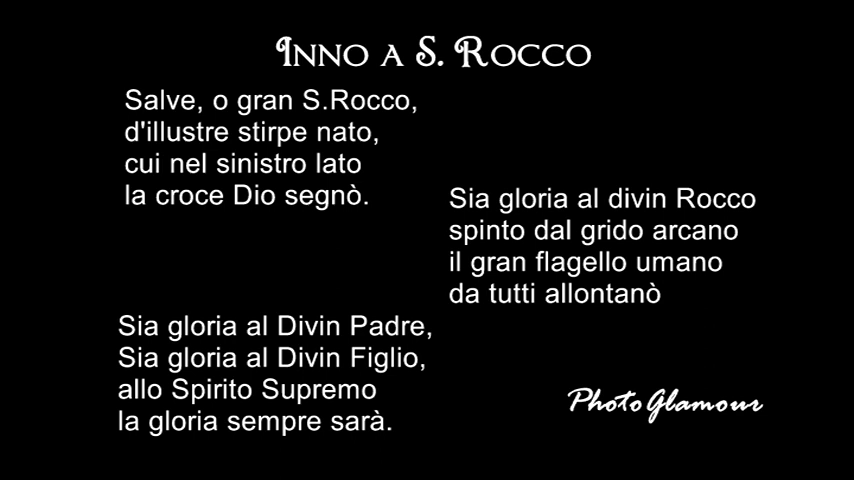 Inno a S. Rocco
Salve, o gran S.Rocco,
d'illustre stirpe nato,
cui nel sinistro lato
la croce Dio segnò.
Sia gloria al divin Rocco
spinto dal grido arcano
il gran flagello umano
da tutti allontanò
Sia gloria al Divin Padre,
Sia gloria al Divin Figlio,
allo Spirito Supremo
la gloria sempre sarà.
PhotoGlamour